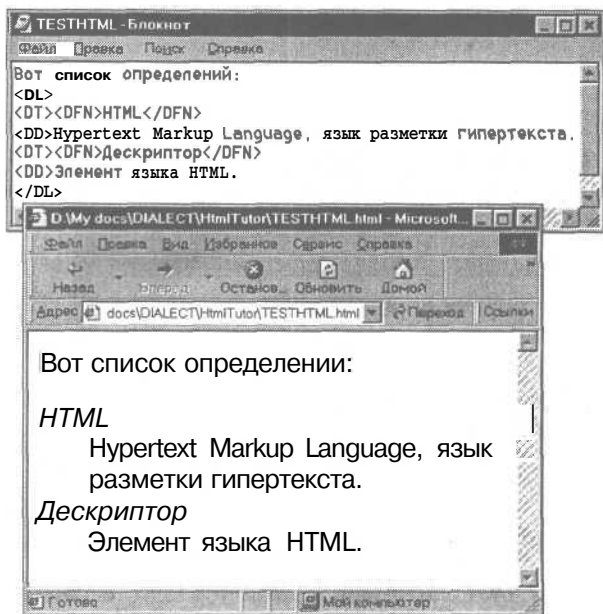 TESTHTML - Блокнот
Файл Правка Поиск Справка
Вот список определений:
<DL>
<DT><DFN>HTML</DFN>
<DD>Hypertext Markup Language, язык разметки гипертекста.
<DT><DFN>Дескриптор</DFN>
<DD>Элемент языка HTML.
</DL>
D:\My docs\DIALECT\HtmlTutor\TESTHTML.html - Microsoft...
Файл Правка Вид Избранное Сервис Справка
Назад Вперед Останов... Обновить Домой
Адрес docs\DIALECT\HtmlTutor\TESTHTML.html Переход Ссылки
Вот список определении:
HTML
Hypertext Markup Language, язык
разметки гипертекста.
Дескриптор
Элемент языка HTML.
Готово Мой компьютер